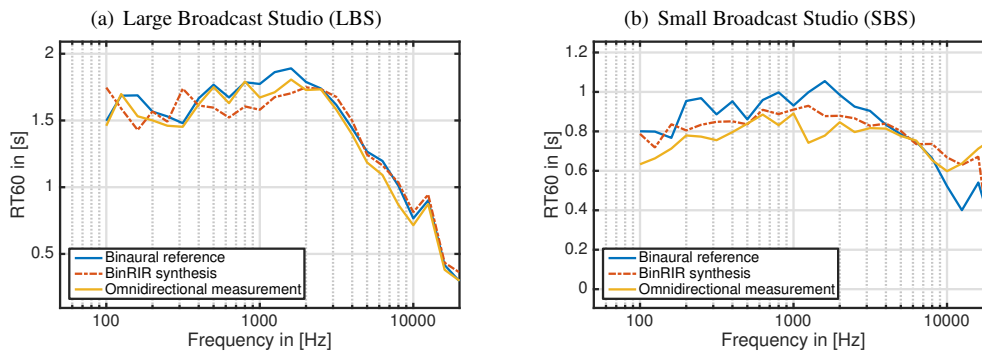 (a) Large Broadcast Studio (LBS)
2
1.5
1
0.5
RT60 in [s]
Binaural reference
BinRIR synthesis
Omnidirectional measurement
100
1000
10000
Frequency in [Hz]
(b) Small Broadcast Studio (SBS)
1.2
1
0.8
0.6
0.4
0.2
0
RT60 in [s]
Binaural reference
BinRIR synthesis
Omnidirectional measurement
100
1000
10000
Frequency in [Hz]